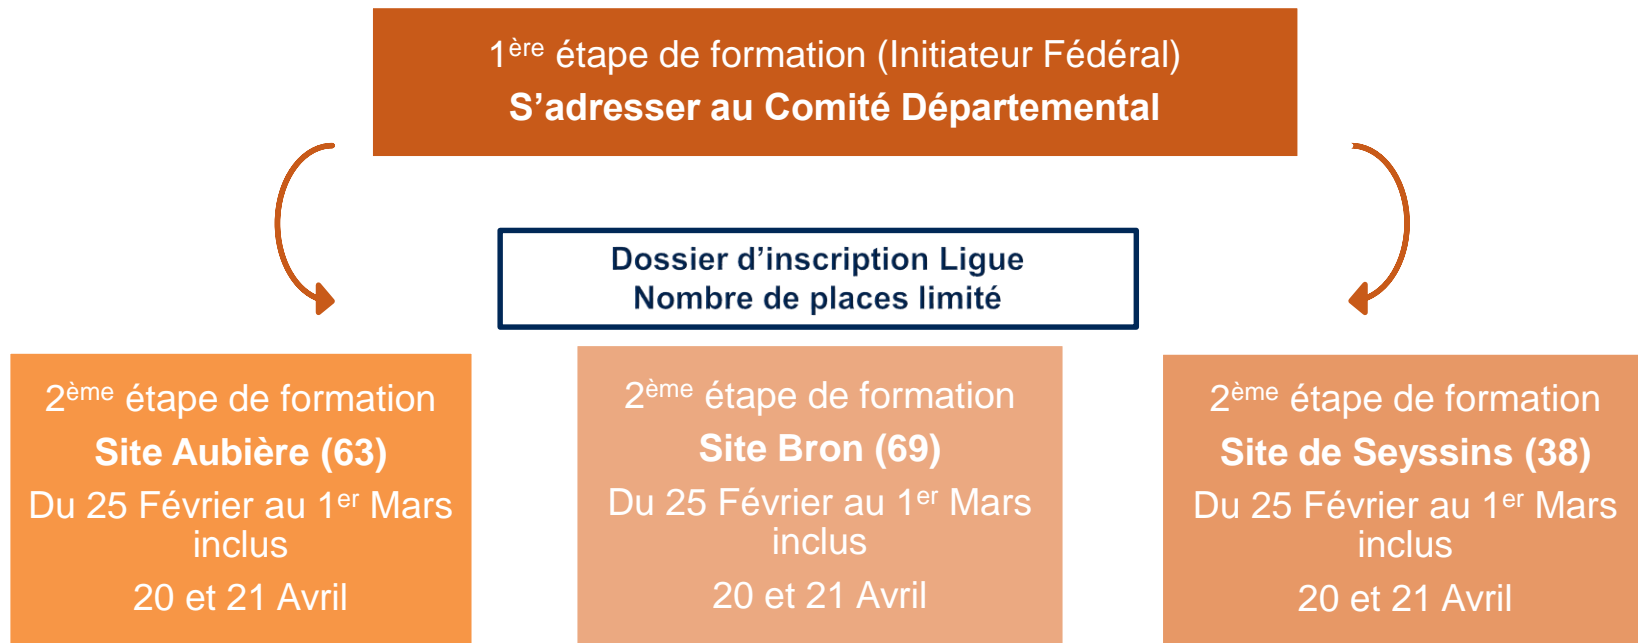 1ère étape de formation (Initiateur Fédéral)
S’adresser au Comité Départemental
Dossier d’inscription Ligue
Nombre de places limité
2ème étape de formation
Site Aubière (63)
Du 25 Février au 1er Mars
inclus
20 et 21 Avril
2ème étape de formation
Site Bron (69)
Du 25 Février au 1er Mars
inclus
20 et 21 Avril
2ème étape de formation
Site de Seyssins (38)
Du 25 Février au 1er Mars
inclus
20 et 21 Avril